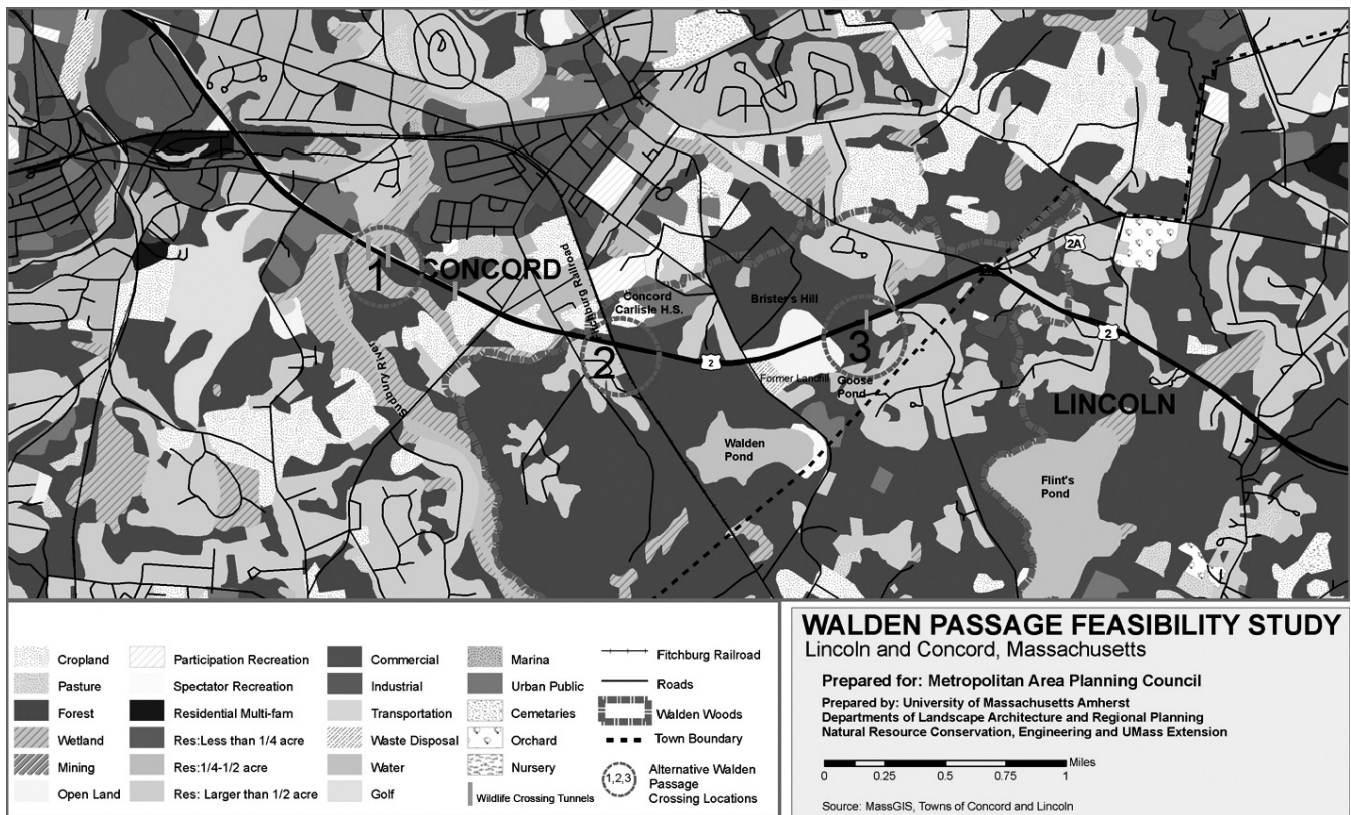 2A
1
CONCORD
Fitchburg Railroad
Concord
Carlisle H.S.
Brister's Hill
2
3
2
2
Former Landfill
Goose
Pond
Sudbury River
LINCOLN
Walden
Pond
Flint's
Pond
Cropland
Pasture
Forest
Wetland
Mining
Open Land
Participation Recreation
Spectator Recreation
Residential Multi-fam
Res:Less than 1/4 acre
Res:1/4-1/2 acre
Res: Larger than 1/2 acre
Commercial
Industrial
Transportation
Waste Disposal
Water
Golf
Marina
Urban Public
Cemetaries
Orchard
Nursery
Wildlife Crossing Tunnels
Fitchburg Railroad
Roads
Walden Woods
Town Boundary
1,2,3
Alternative Walden
Passage
Crossing Locations
WALDEN PASSAGE FEASIBILITY STUDY
Lincoln and Concord, Massachusetts
Prepared for: Metropolitan Area Planning Council
Prepared by: University of Massachusetts Amherst
Departments of Landscape Architecture and Regional Planning
Natural Resource Conservation, Engineering and UMass Extension
Miles
0 0.25 0.5 0.75 1
Source: MassGIS, Towns of Concord and Lincoln